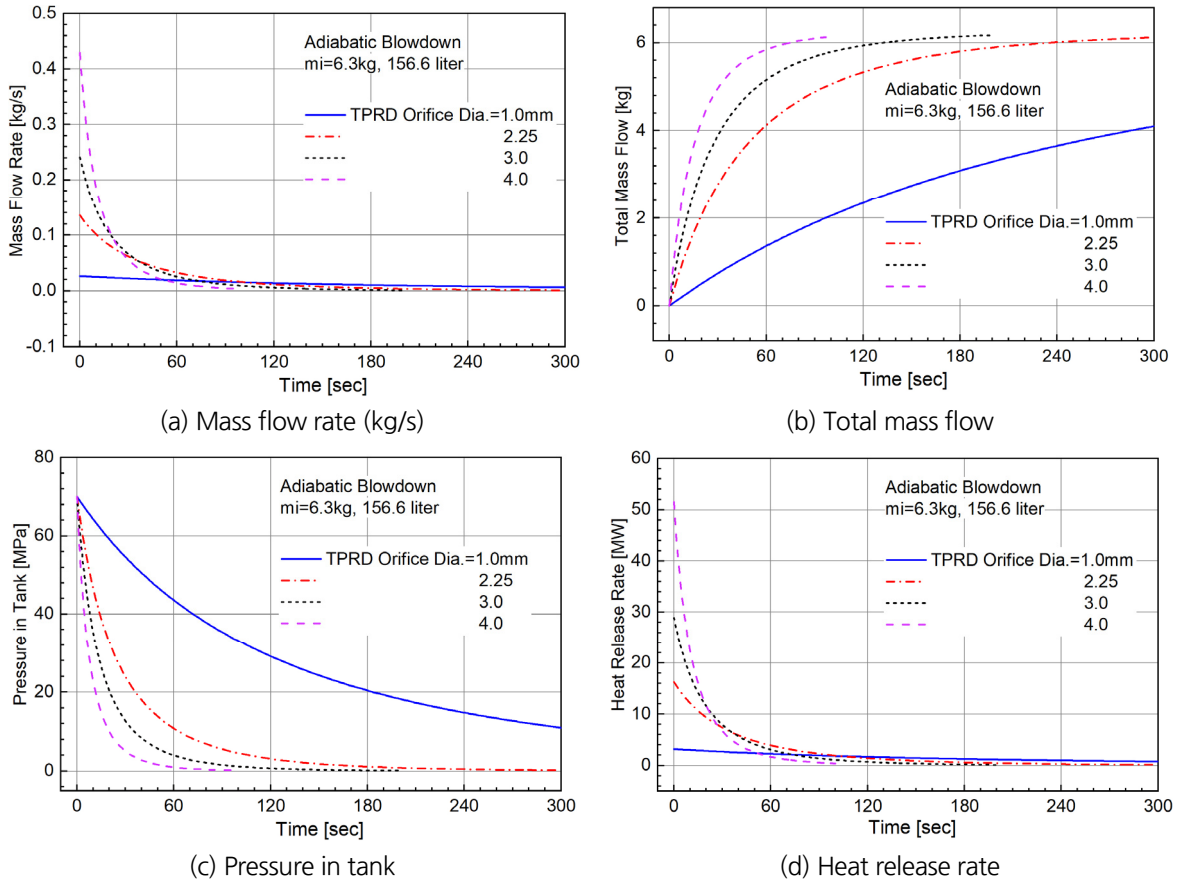 0.5
0.4
0.3
0.2
0.1
0.0
-0.1
Mass Flow Rate [kg/s]
Adiabatic Blowdown
mi=6.3kg, 156.6 liter
TPRD Orifice Dia.=1.0mm
2.25
3.0
4.0
0 60 120 180 240 300
Time [sec]
(a) Mass flow rate (kg/s)
6
4
2
0
Total Mass Flow [kg]
Adiabatic Blowdown
mi=6.3kg, 156.6 liter
TPRD Orifice Dia.=1.0mm
2.25
3.0
4.0
0 60 120 180 240 300
Time [sec]
(b) Total mass flow
80
60
40
20
0
Pressure in Tank [MPa]
Adiabatic Blowdown
mi=6.3kg, 156.6 liter
TPRD Orifice Dia.=1.0mm
2.25
3.0
4.0
0 60 120 180 240 300
Time [sec]
(c) Pressure in tank
60
50
40
30
20
10
0
Heat Release Rate [MW]
Adiabatic Blowdown
mi=6.3kg, 156.6 liter
TPRD Orifice Dia.=1.0mm
2.25
3.0
4.0
0 60 120 180 240 300
Time [sec]
(d) Heat release rate